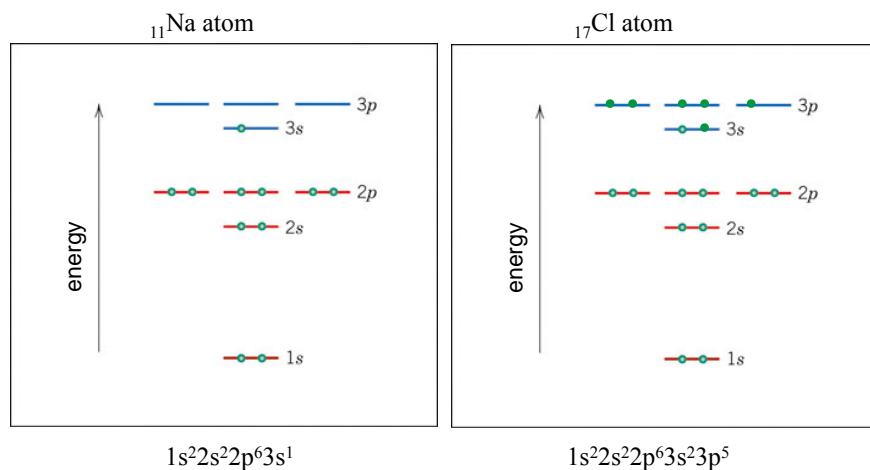 ₁₁Na atom
3p
3s
2p
2s
1s
energy
1s²2s²2p⁶3s¹
₁₇Cl atom
3p
3s
2p
2s
1s
energy
1s²2s²2p⁶3s²3p⁵